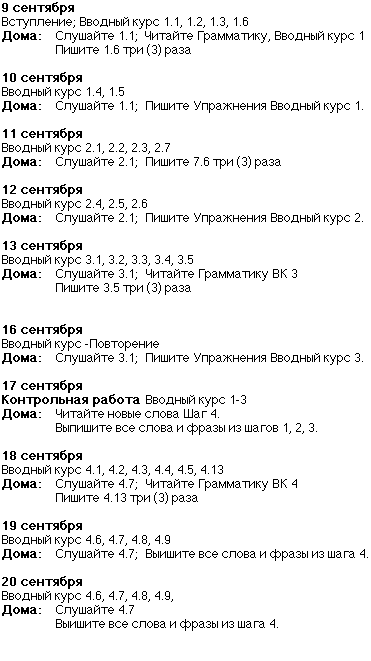 9 сентября
Вступление; Вводный курс 1.1, 1.2, 1.3, 1.6
Дома: Слушайте 1.1; Читайте Грамматику, Вводный курс 1
Пишите 1.6 три (3) раза
10 сентября
Вводный курс 1.4, 1.5
Дома: Слушайте 1.1; Пишите Упражнения Вводный курс 1.
11 сентября
Вводный курс 2.1, 2.2, 2.3, 2.7
Дома: Слушайте 2.1; Пишите 7.6 три (3) раза
12 сентября
Вводный курс 2.4, 2.5, 2.6
Дома: Слушайте 2.1; Пишите Упражнения Вводный курс 2.
13 сентября
Вводный курс 3.1, 3.2, 3.3, 3.4, 3.5
Дома: Слушайте 3.1; Читайте Грамматику ВК 3
Пишите 3.5 три (3) раза
16 сентября
Вводный курс -Повторение
Дома: Слушайте 3.1; Пишите Упражнения Вводный курс 3.
17 сентября
Контрольная работа Вводный курс 1-3
Дома: Читайте новые слова Шаг 4.
Выпишите все слова и фразы из шагов 1, 2, 3.
18 сентября
Вводный курс 4.1, 4.2, 4.3, 4.4, 4.5, 4.13
Дома: Слушайте 4.7; Читайте Грамматику ВК 4
Пишите 4.13 три (3) раза
19 сентября
Вводный курс 4.6, 4.7, 4.8, 4.9
Дома: Слушайте 4.7; Выишите все слова и фразы из шага 4.
20 сентября
Вводный курс 4.6, 4.7, 4.8, 4.9,
Дома: Слушайте 4.7
Выишите все слова и фразы из шага 4.